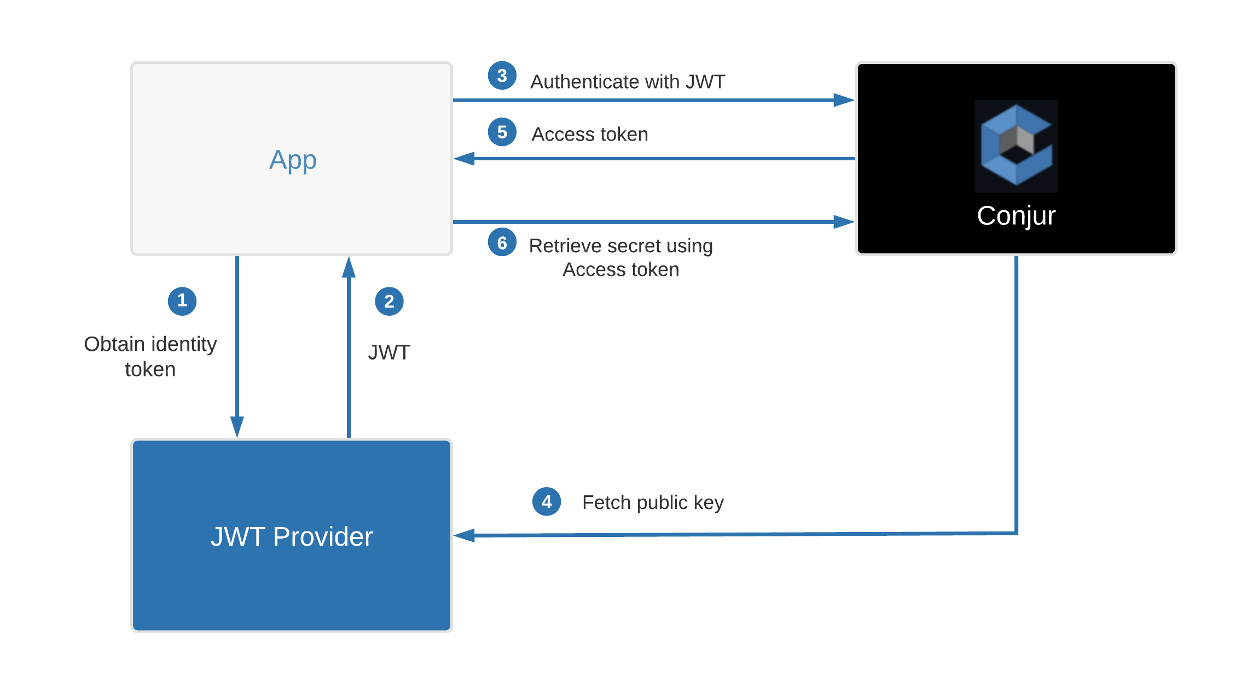 3
Authenticate with JWT
5
Access token
App
Conjur
6
Retrieve secret using
Access token
1
Obtain identity
token
2
JWT
4
Fetch public key
JWT Provider